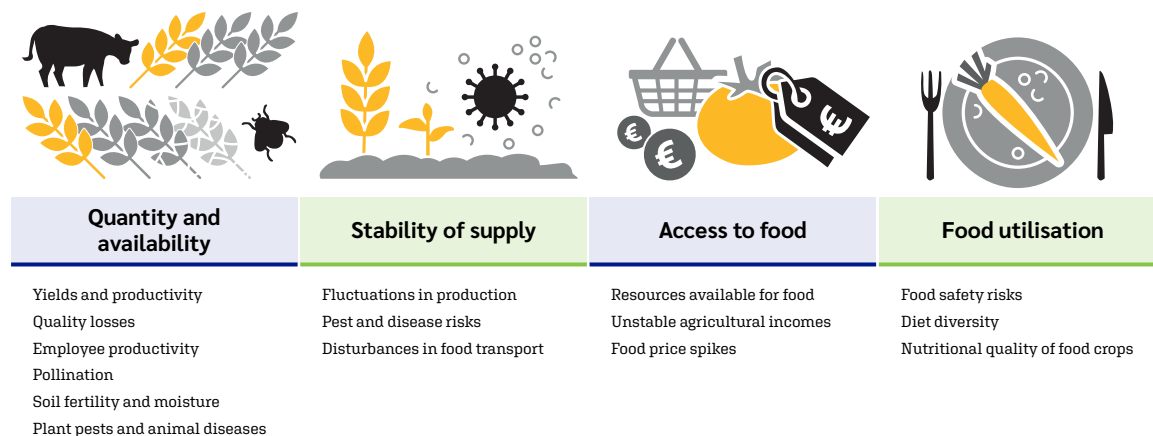 €
€
€
Quantity and
availability
Stability of supply
Access to food
Food utilisation
Yields and productivity
Quality losses
Employee productivity
Pollination
Soil fertility and moisture
Plant pests and animal diseases
Fluctuations in production
Pest and disease risks
Disturbances in food transport
Resources available for food
Unstable agricultural incomes
Food price spikes
Food safety risks
Diet diversity
Nutritional quality of food crops